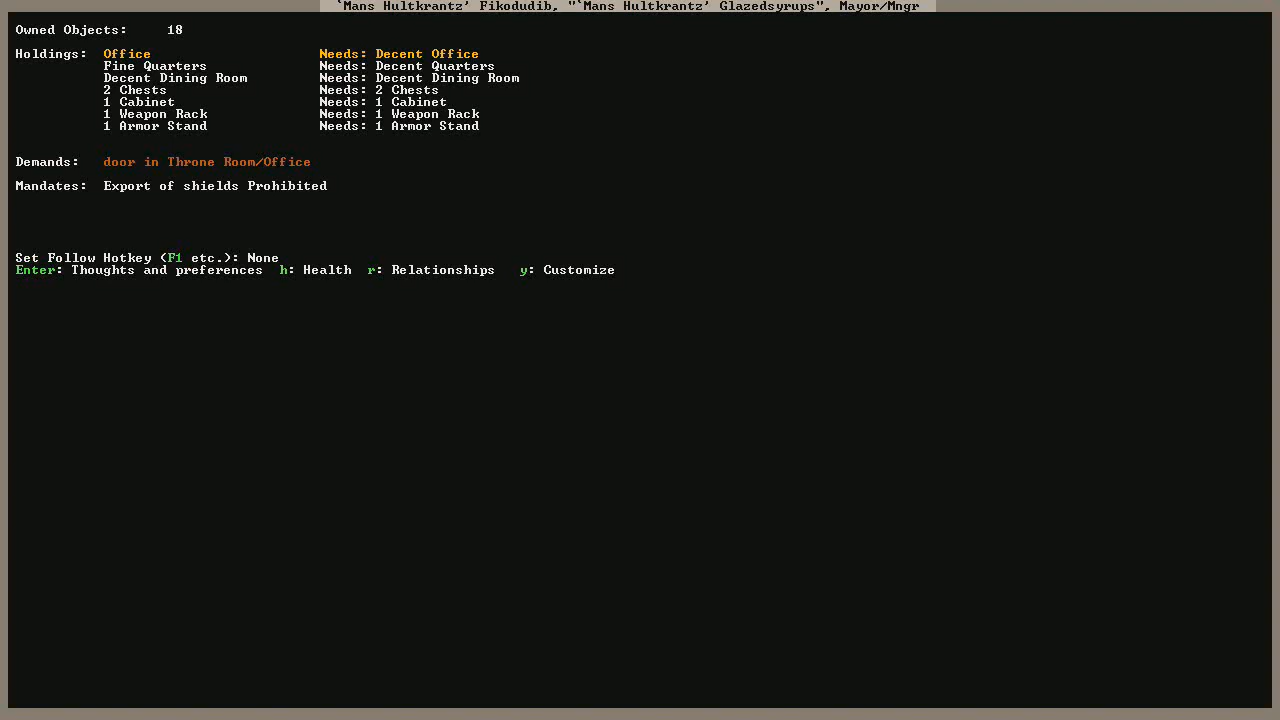 `Mans Hultkrantz' Fikodudib, "`Mans Hultkrantz' Glazedsyrups", Mayor/Mngr
Owned Objects: 18
Holdings: Office Needs: Decent Office
Fine Quarters Needs: Decent Quarters
Decent Dining Room Needs: Decent Dining Room
2 Chests Needs: 2 Chests
1 Cabinet Needs: 1 Cabinet
1 Weapon Rack Needs: 1 Weapon Rack
1 Armor Stand Needs: 1 Armor Stand
Demands: door in Throne Room/Office
Mandates: Export of shields Prohibited
Set Follow Hotkey (F1 etc.): None
Enter: Thoughts and preferences h: Health r: Relationships y: Customize